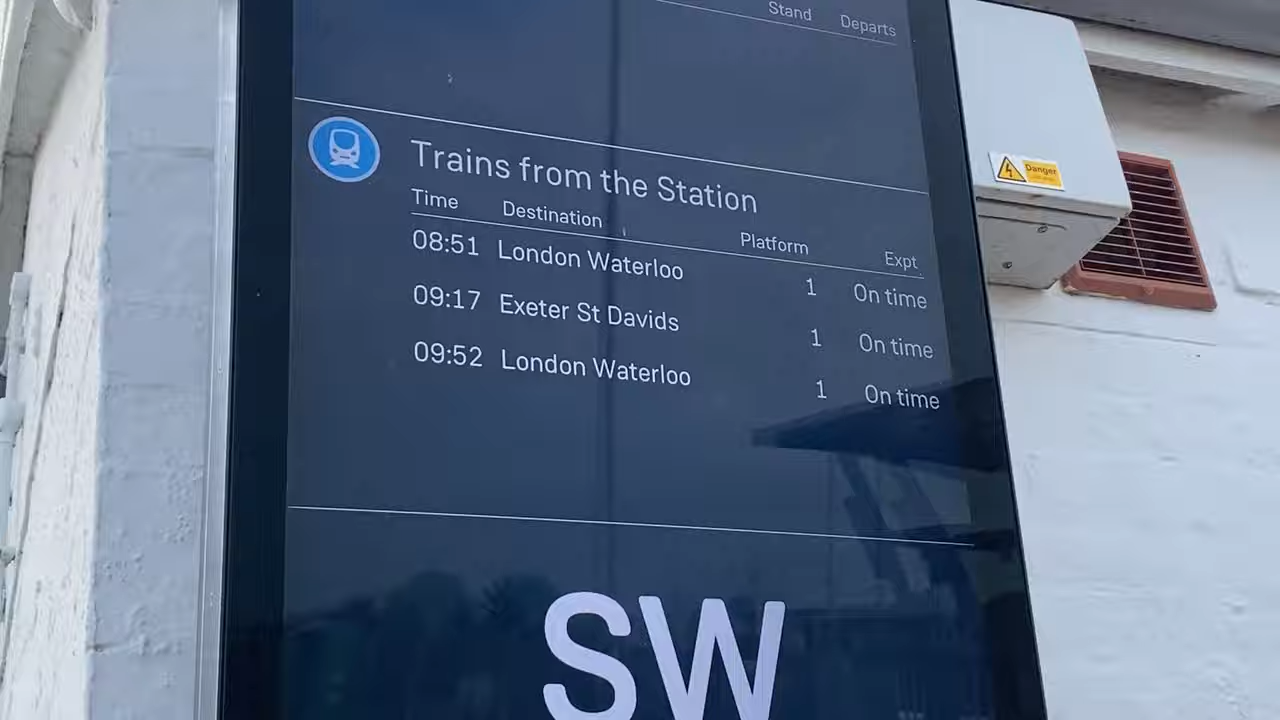 Stand Departs
Trains from the Station
Time Destination Platform Expt
08:51 London Waterloo 1 On time
09:17 Exeter St Davids 1 On time
09:52 London Waterloo 1 On time
SW
Danger